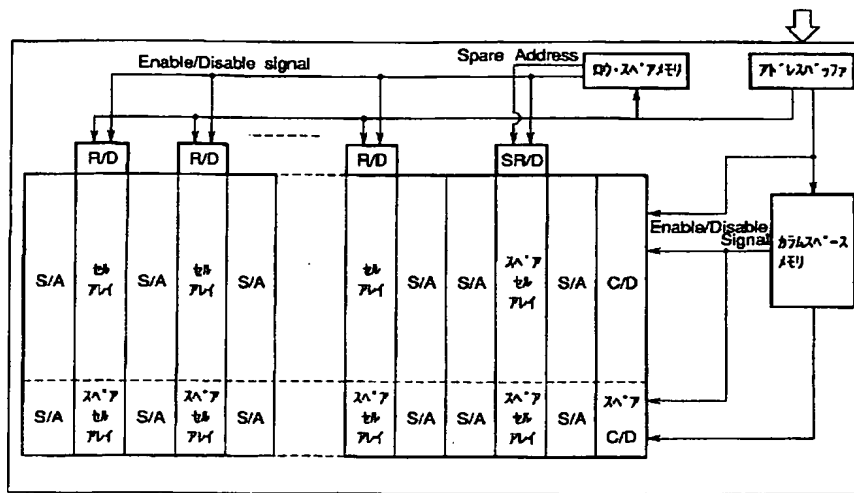 Spare Address
Enable/Disable signal
ロウ・スペアメモリ
アドレスバッファ
R/D
R/D
R/D
SR/D
Enable/Disable
Signal
カラムスペース
メモリ
S/A
セル
アレイ
S/A
セル
アレイ
S/A
セル
アレイ
S/A
S/A
スペア
セル
アレイ
S/A
C/D
S/A
スペア
セル
アレイ
S/A
スペア
セル
アレイ
S/A
スペア
セル
アレイ
S/A
S/A
スペア
セル
アレイ
S/A
スペア
C/D